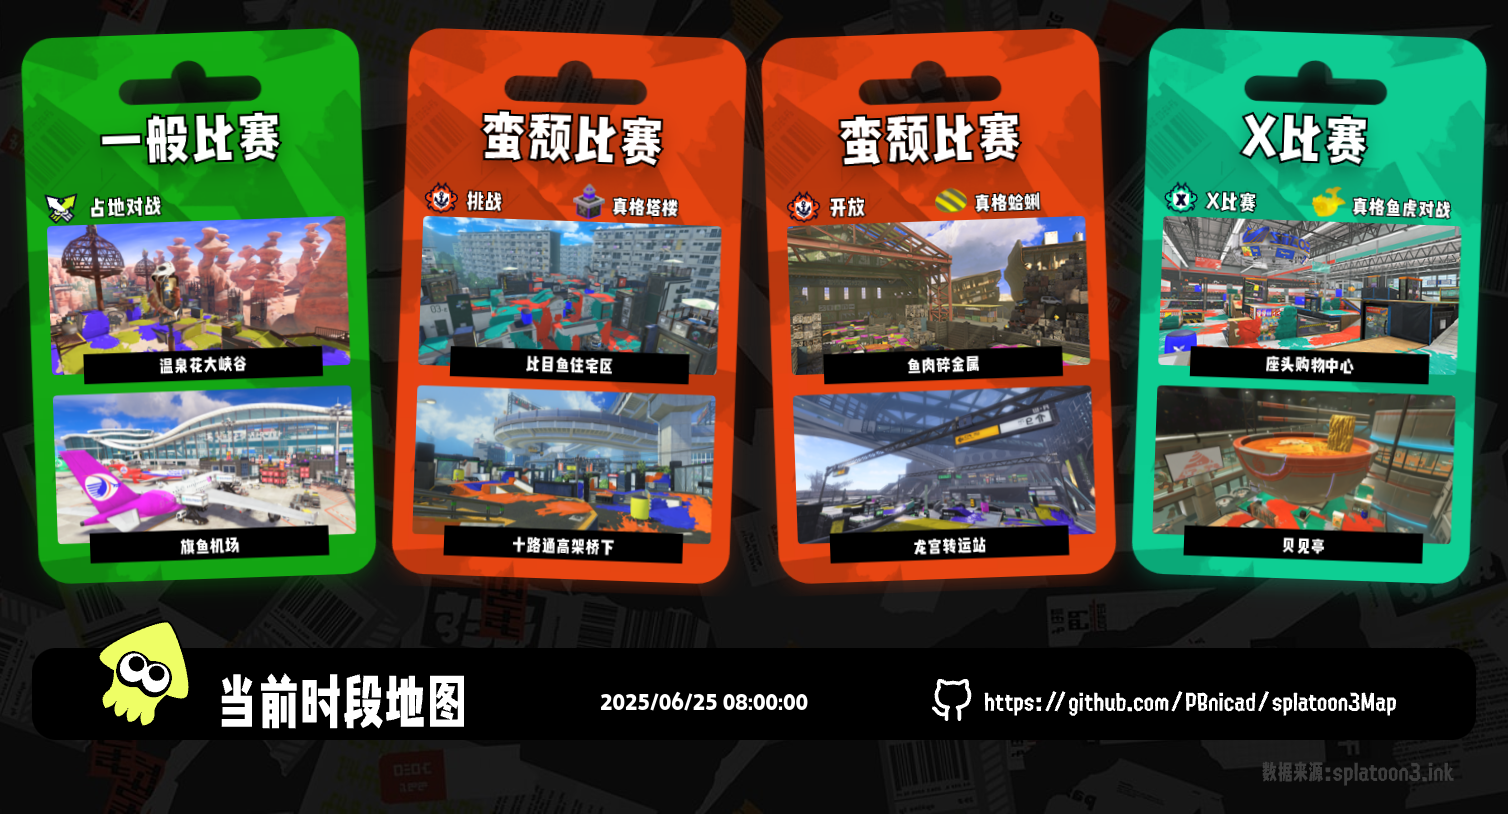 一般比赛
占地对战
温泉花大峡谷
旗鱼机场
蛮颓比赛
挑战
真格塔楼
比目鱼住宅区
十路通高架桥下
蛮颓比赛
开放
真格蛤蜊
鱼肉碎金属
龙宫转运站
X比赛
X比赛
真格鱼虎对战
座头购物中心
贝见亭
当前时段地图
2025/06/25 08:00:00
https://github.com/PBnicad/splatoon3Map
数据来源:splatoon3.ink